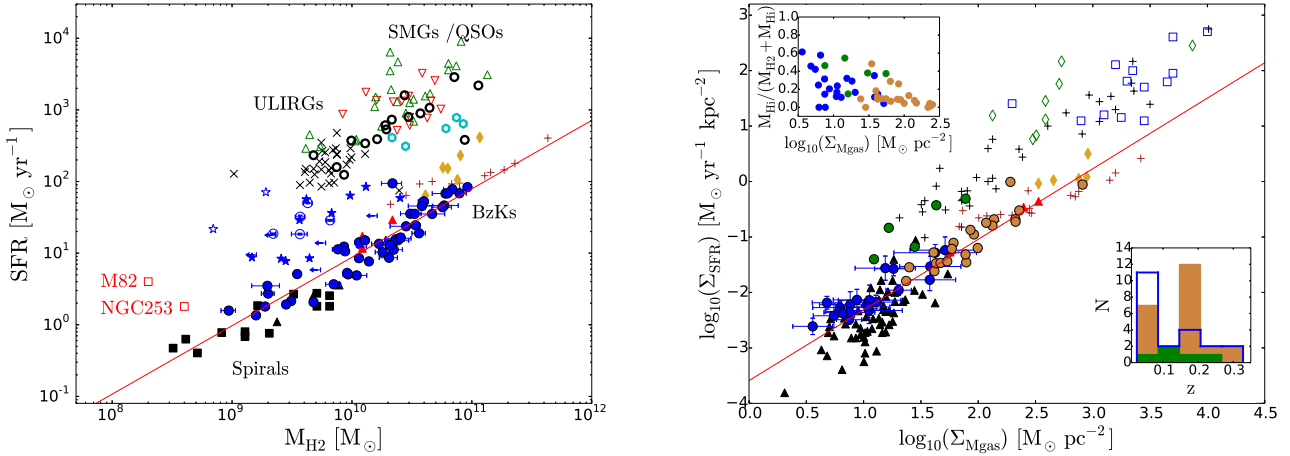 SFR [M⊙ yr⁻¹]
10⁴
10³
10²
10¹
10⁰
10⁻¹
SMGs /QSOs
ULIRGs
BzKs
M82
NGC253
Spirals
10⁸ 10⁹ 10¹⁰ 10¹¹ 10¹²
M_H2 [M⊙]
log₁₀(Σ_SFR) [M⊙ yr⁻¹ kpc⁻²]
3
2
1
0
−1
−2
−3
−4
M_Hi/(M_H2 + M_Hi)
1.0
0.8
0.6
0.4
0.2
0.0
0.5 1.0 1.5 2.0 2.5
log₁₀(Σ_Mgas) [M⊙ pc⁻²]
N
14
12
10
8
6
4
2
0
0.1 0.2 0.3
z
0.0 0.5 1.0 1.5 2.0 2.5 3.0 3.5 4.0 4.5
log₁₀(Σ_Mgas) [M⊙ pc⁻²]